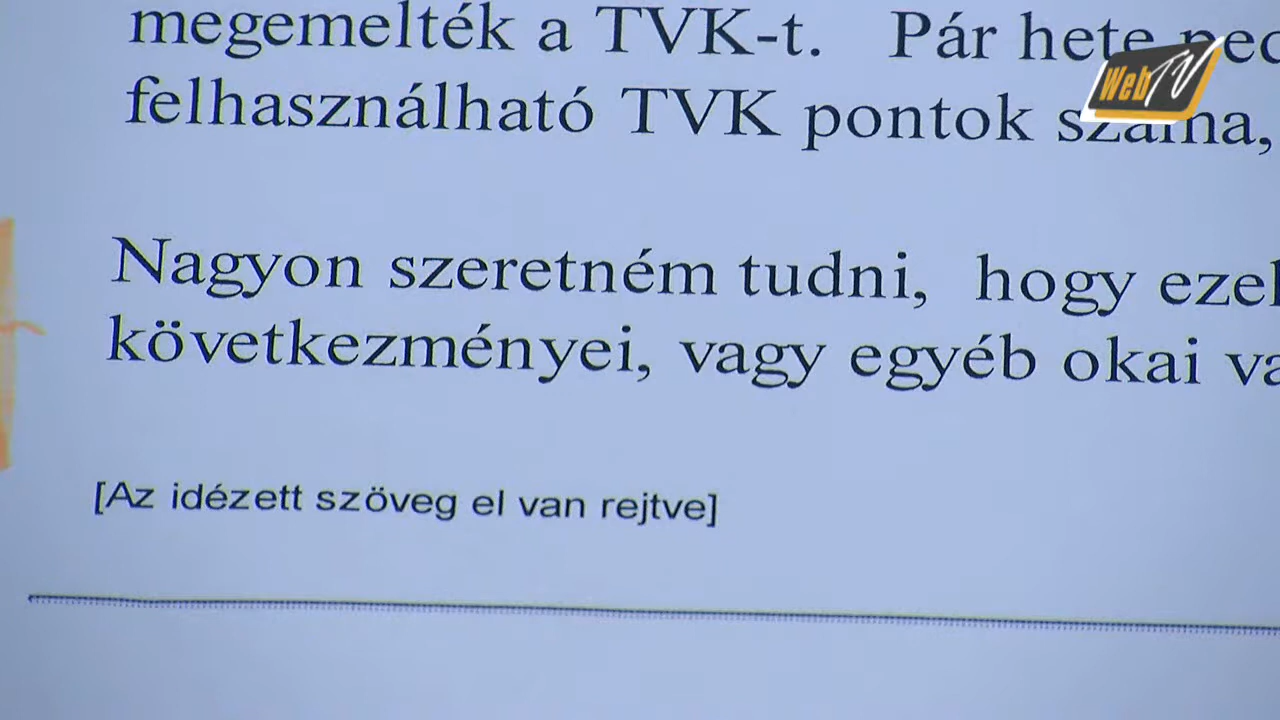 megemelték a TVK-t. Pár hete
WebTV
felhasználható TVK pontok száma,
Nagyon szeretném tudni, hogy
következményei, vagy egyéb okai
[Az idézett szöveg el van rejtve]